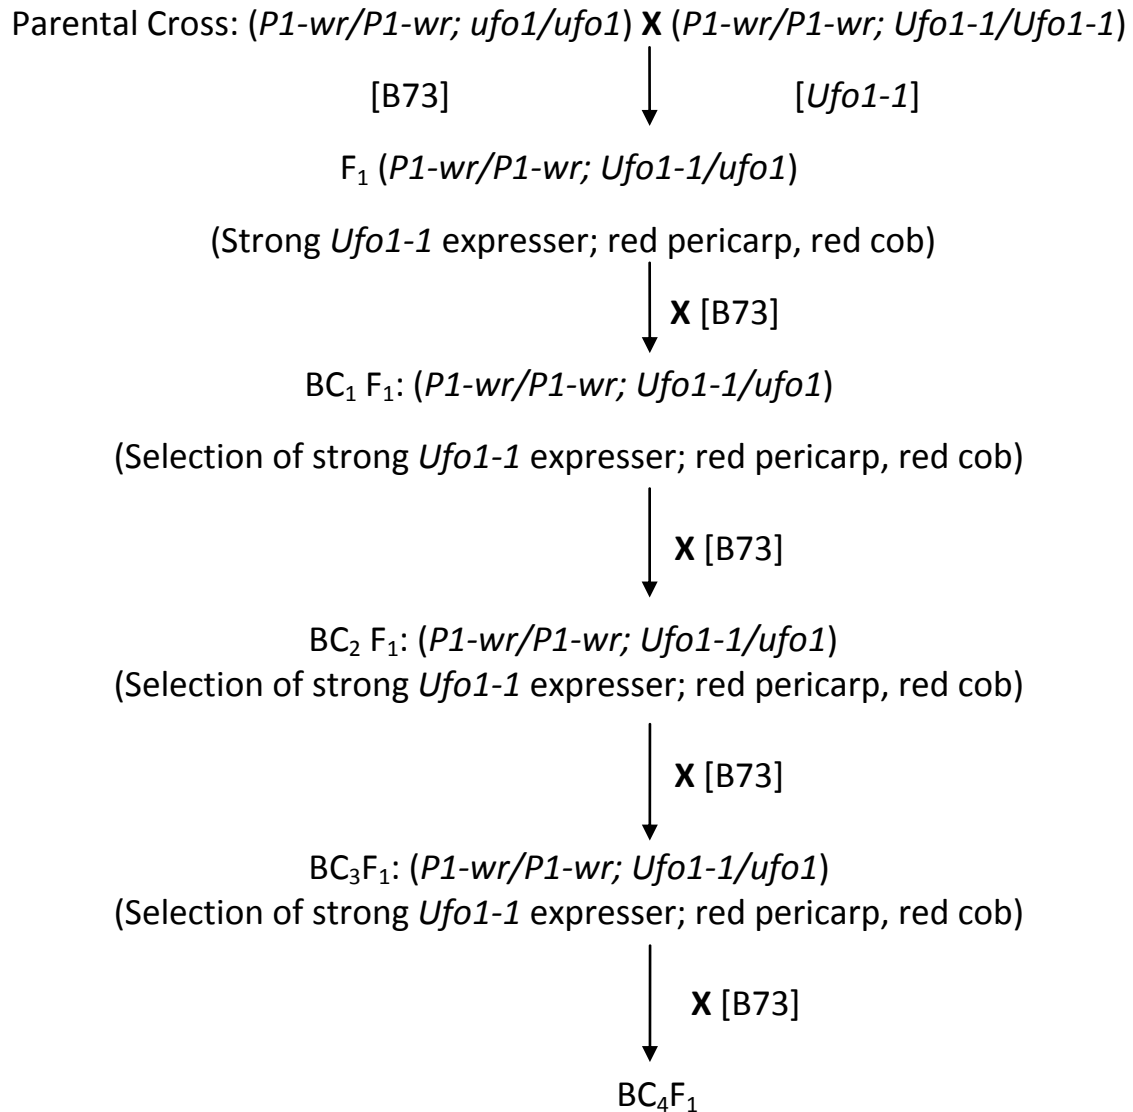 Parental Cross: (P1-wr/P1-wr; ufo1/ufo1) X (P1-wr/P1-wr; Ufo1-1/Ufo1-1)
[B73] [Ufo1-1]
F₁ (P1-wr/P1-wr; Ufo1-1/ufo1)
(Strong Ufo1-1 expresser; red pericarp, red cob)
X [B73]
BC₁ F₁: (P1-wr/P1-wr; Ufo1-1/ufo1)
(Selection of strong Ufo1-1 expresser; red pericarp, red cob)
X [B73]
BC₂ F₁: (P1-wr/P1-wr; Ufo1-1/ufo1)
(Selection of strong Ufo1-1 expresser; red pericarp, red cob)
X [B73]
BC₃F₁: (P1-wr/P1-wr; Ufo1-1/ufo1)
(Selection of strong Ufo1-1 expresser; red pericarp, red cob)
X [B73]
BC₄F₁